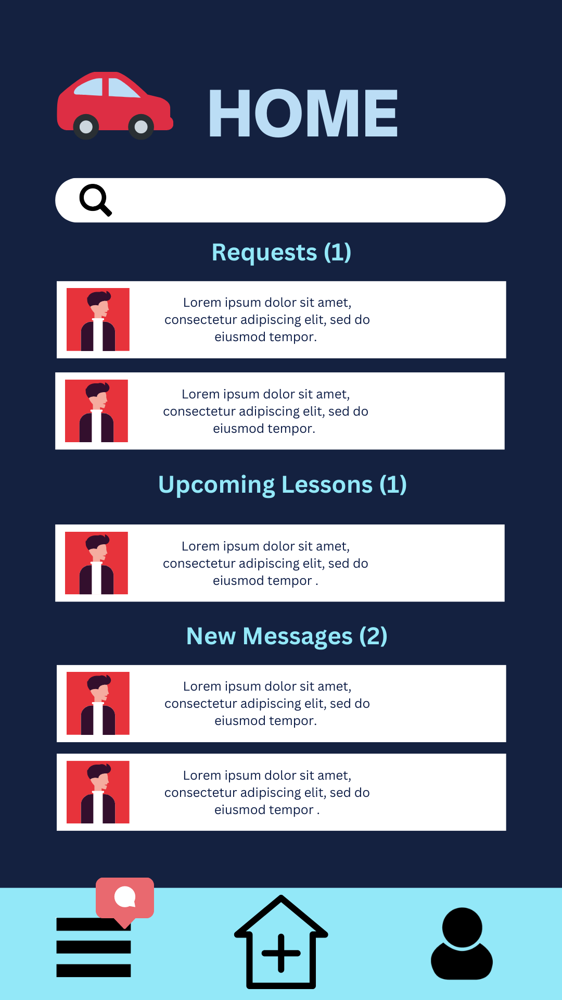 HOME
Requests (1)
Lorem ipsum dolor sit amet,
consectetur adipiscing elit, sed do
eiusmod tempor.
Lorem ipsum dolor sit amet,
consectetur adipiscing elit, sed do
eiusmod tempor.
Upcoming Lessons (1)
Lorem ipsum dolor sit amet,
consectetur adipiscing elit, sed do
eiusmod tempor .
New Messages (2)
Lorem ipsum dolor sit amet,
consectetur adipiscing elit, sed do
eiusmod tempor.
Lorem ipsum dolor sit amet,
consectetur adipiscing elit, sed do
eiusmod tempor .